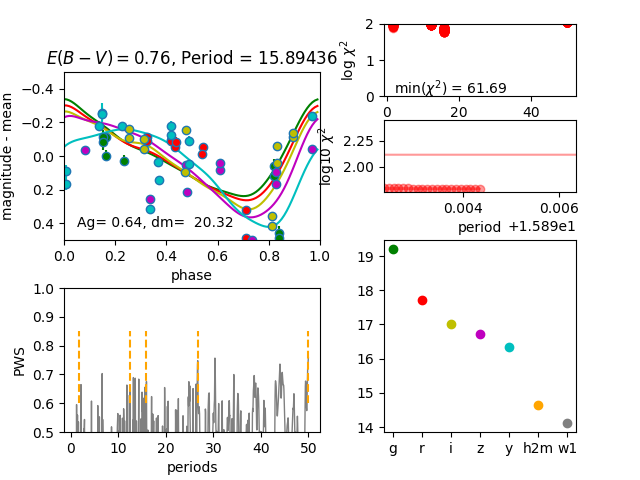 E(B − V) = 0.76, Period = 15.89436
magnitude - mean
−0.4
−0.2
0.0
0.2
0.4
Ag= 0.64, dm= 20.32
0.0 0.2 0.4 0.6 0.8 1.0
phase
log χ²
2
1
0
min(χ²) = 61.69
0 20 40
log10 χ²
2.25
2.00
0.004 0.006
period +1.589e1
PWS
1.0
0.9
0.8
0.7
0.6
0.5
0 10 20 30 40 50
periods
19
18
17
16
15
14
g r i z y h2m w1